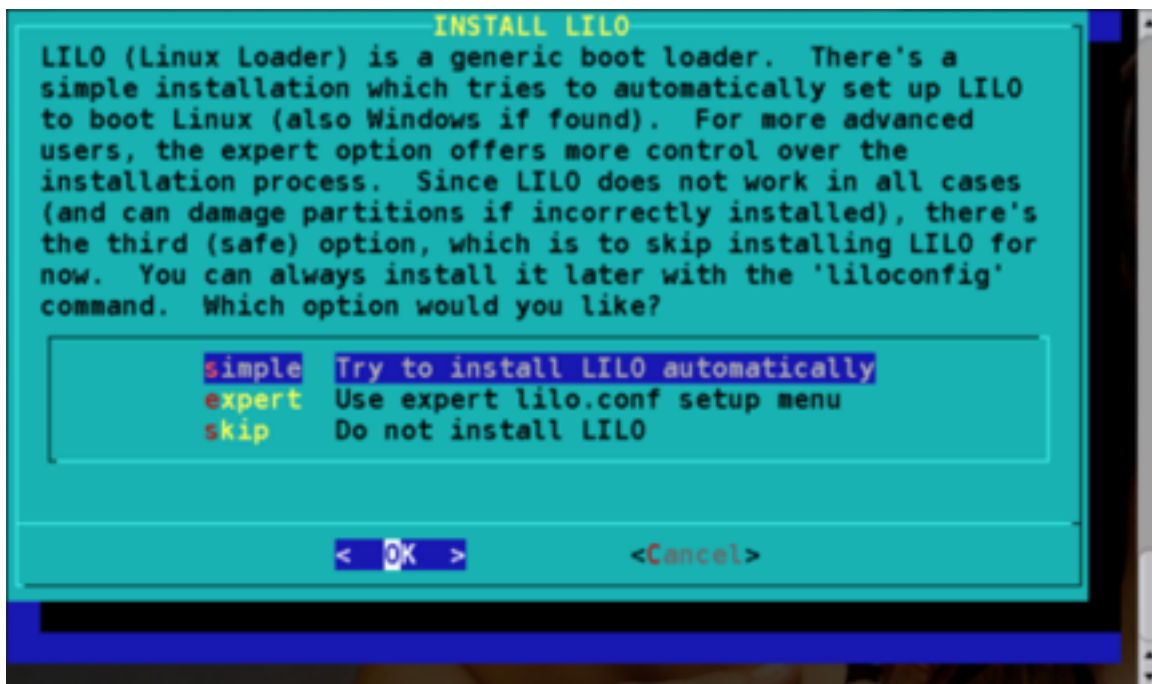 INSTALL LILO
LILO (Linux Loader) is a generic boot loader.  There's a
simple installation which tries to automatically set up LILO
to boot Linux (also Windows if found).  For more advanced
users, the expert option offers more control over the
installation process.  Since LILO does not work in all cases
(and can damage partitions if incorrectly installed), there's
the third (safe) option, which is to skip installing LILO for
now.  You can always install it later with the 'liloconfig'
command.  Which option would you like?
simple  Try to install LILO automatically
expert  Use expert lilo.conf setup menu
skip    Do not install LILO
<  OK  >          <Cancel>